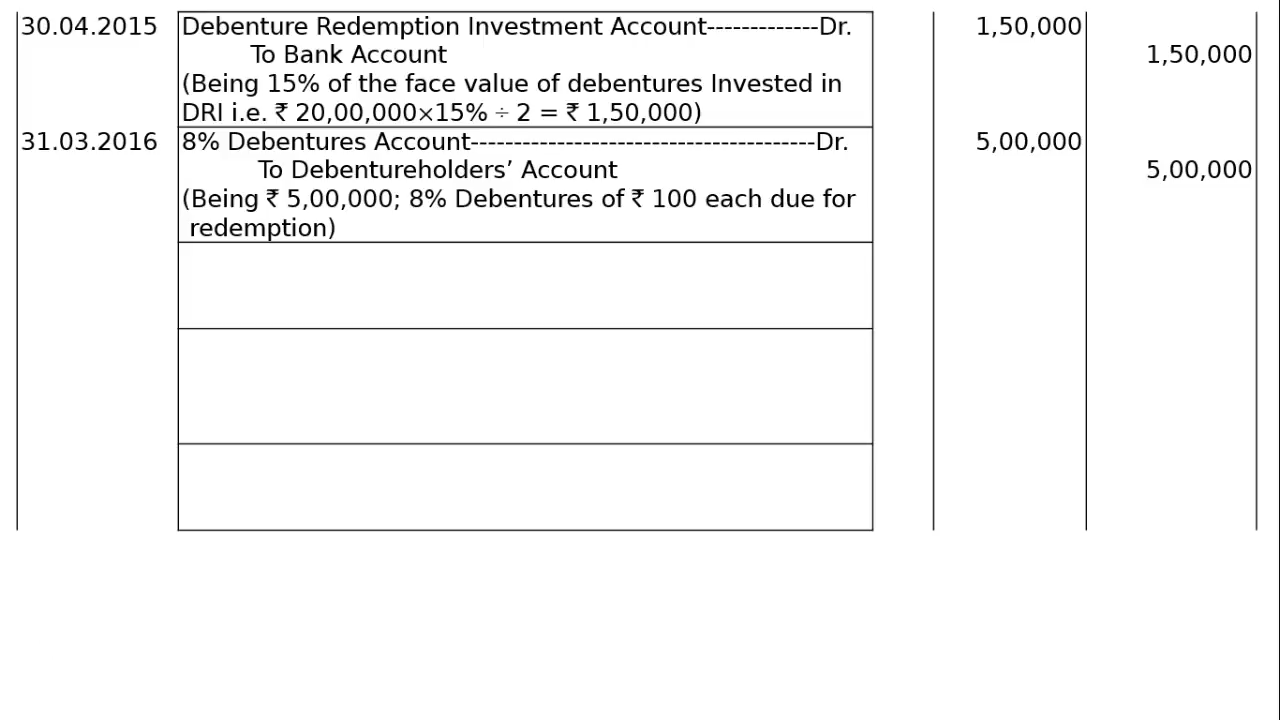 30.04.2015 Debenture Redemption Investment Account-------------Dr. 1,50,000
To Bank Account 1,50,000
(Being 15% of the face value of debentures Invested in
DRI i.e. ₹ 20,00,000×15% ÷ 2 = ₹ 1,50,000)
31.03.2016 8% Debentures Account----------------------------------------Dr. 5,00,000
To Debentureholders’ Account 5,00,000
(Being ₹ 5,00,000; 8% Debentures of ₹ 100 each due for
redemption)